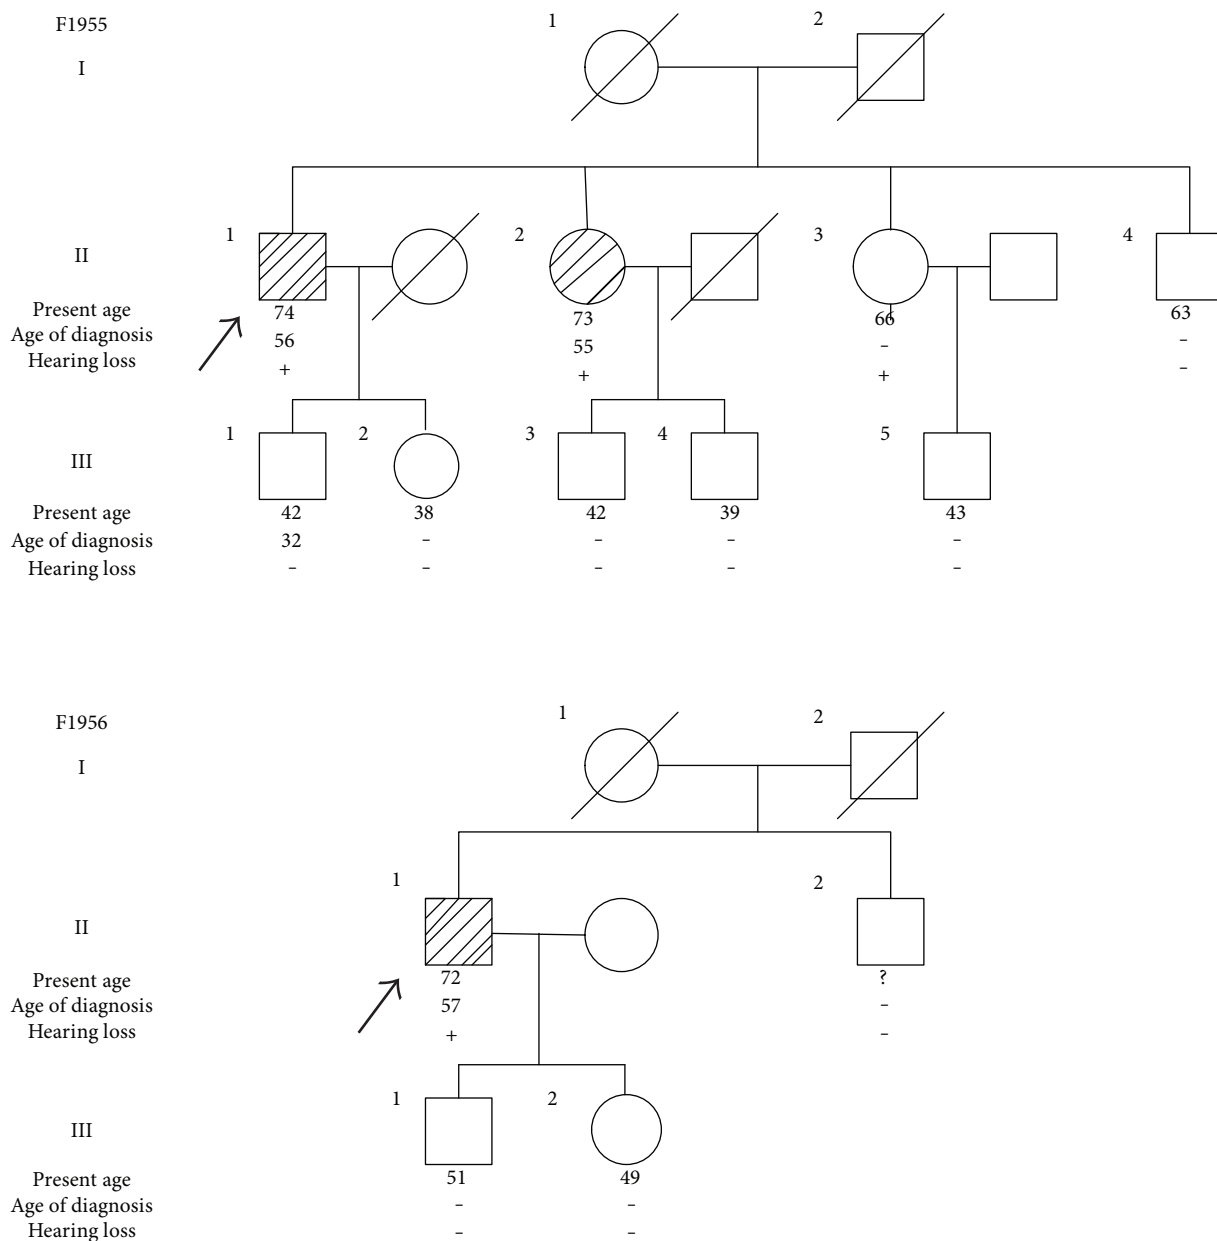 F1955
1 2
I
1 2 3 4
II
Present age 74 73 66 63
Age of diagnosis 56 55 – –
Hearing loss + + + –
1 2 3 4 5
III
Present age 42 38 42 39 43
Age of diagnosis 32 – – – –
Hearing loss – – – – –
F1956
1 2
I
1 2
II
Present age 72 ?
Age of diagnosis 57 –
Hearing loss + –
1 2
III
Present age 51 49
Age of diagnosis – –
Hearing loss – –